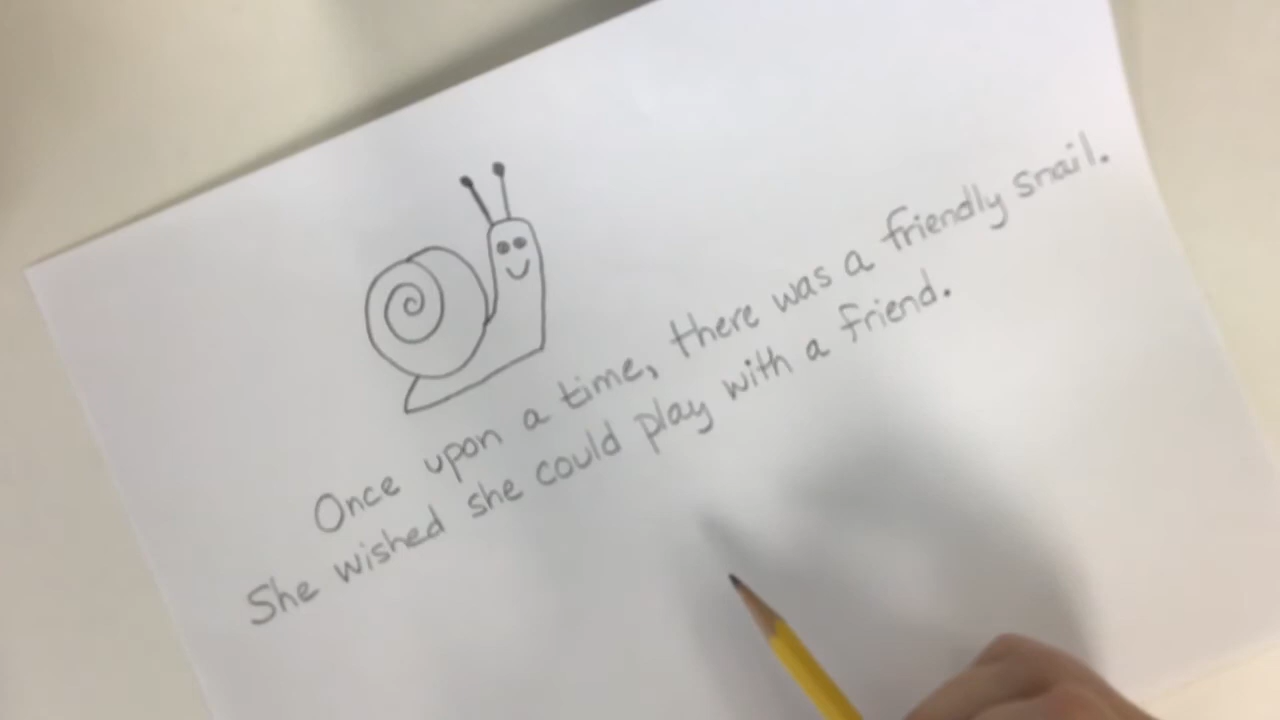 Once upon a time, there was a friendly snail.
She wished she could play with a friend.